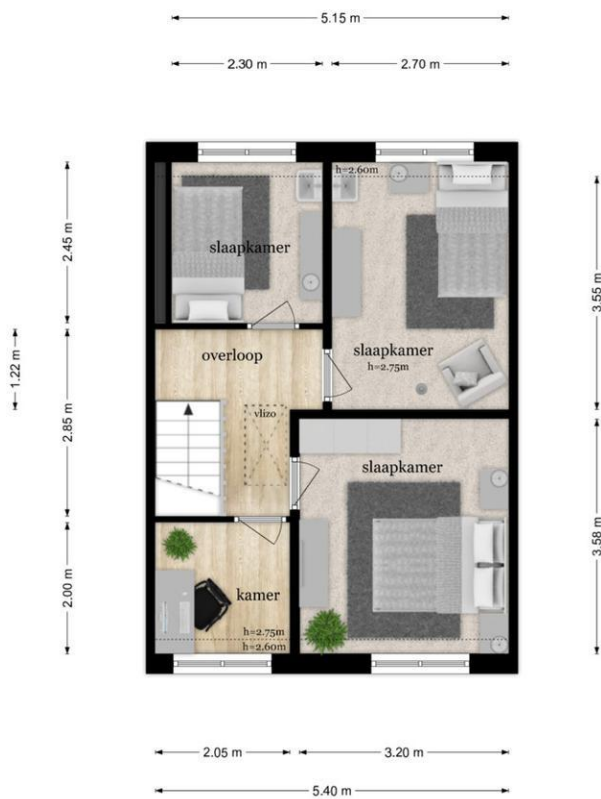 5.15 m
2.30 m
2.70 m
h=2.60m
2.45 m
slaapkamer
3.55 m
1.22 m
overloop
slaapkamer
h=2.75m
2.85 m
vlizo
slaapkamer
3.58 m
2.00 m
kamer
h=2.75m
h=2.60m
2.05 m
3.20 m
5.40 m